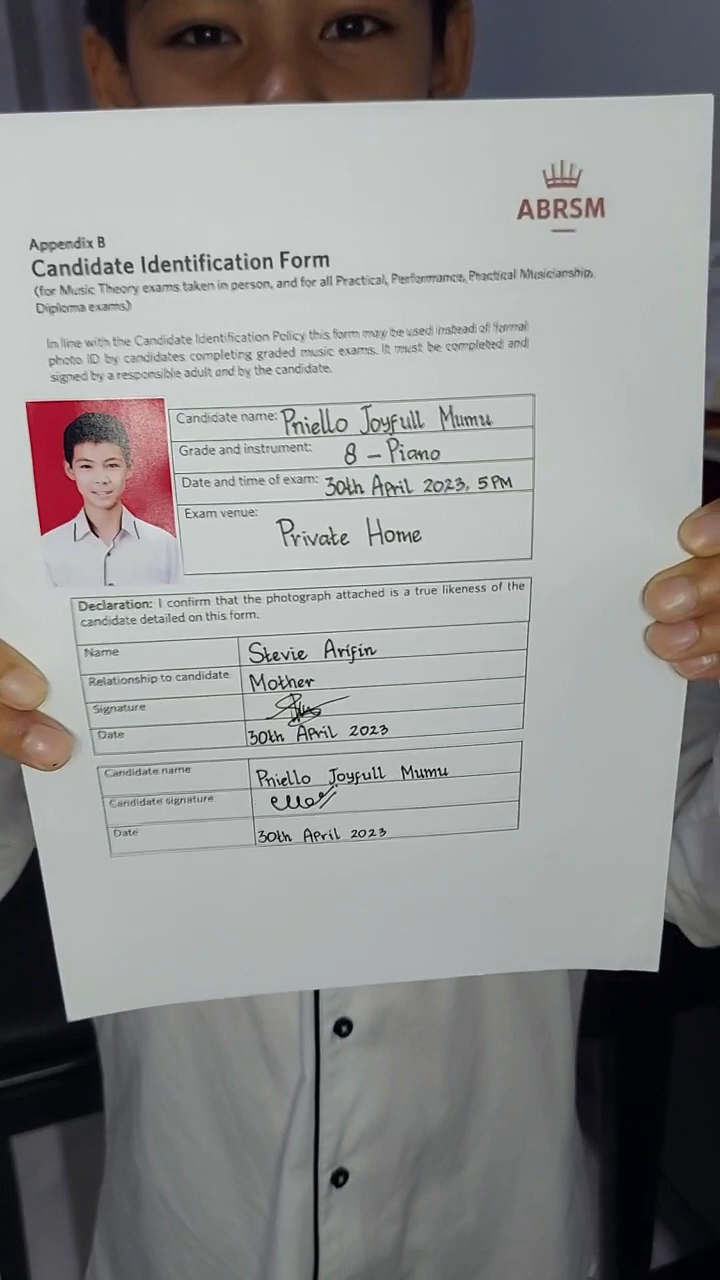 ABRSM
Appendix B
Candidate Identification Form
(for Music Theory exams taken in person, and for all Practical, Performance, Practical Musicianship,
Diploma exams)
In line with the Candidate Identification Policy this form may be used instead of formal
photo ID by candidates completing graded music exams. It must be completed and
signed by a responsible adult and by the candidate.
Candidate name: Pniello Joyfull Mumu
Grade and instrument: 8 - Piano
Date and time of exam: 30th April 2023, 5 PM
Exam venue:
Private Home
Declaration: I confirm that the photograph attached is a true likeness of the
candidate detailed on this form.
Name Stevie Arifin
Relationship to candidate Mother
Signature
Date 30th April 2023
Candidate name Pniello Joyfull Mumu
Candidate signature
Date 30th April 2023